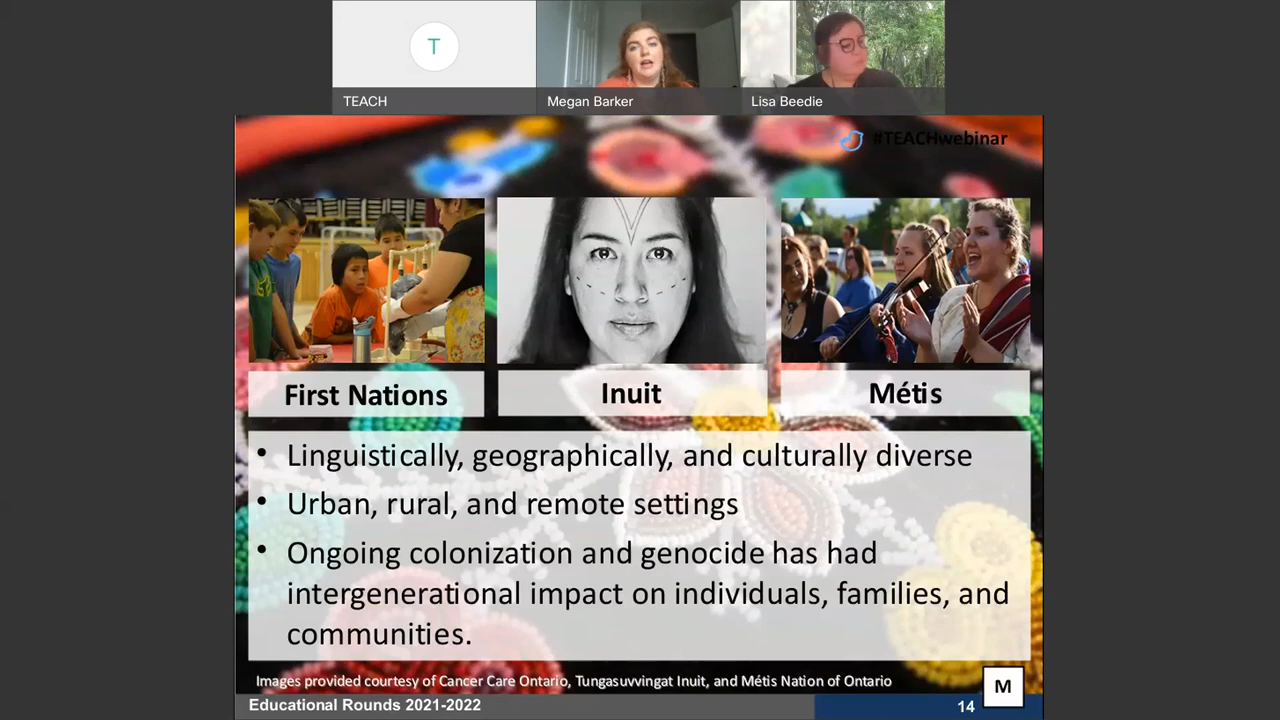 T
TEACH
Megan Barker
Lisa Beedie
#TEACHwebinar
First Nations
Inuit
Métis
• Linguistically, geographically, and culturally diverse
• Urban, rural, and remote settings
• Ongoing colonization and genocide has had
intergenerational impact on individuals, families, and
communities.
Images provided courtesy of Cancer Care Ontario, Tungasuvvingat Inuit, and Métis Nation of Ontario
M
Educational Rounds 2021-2022
14